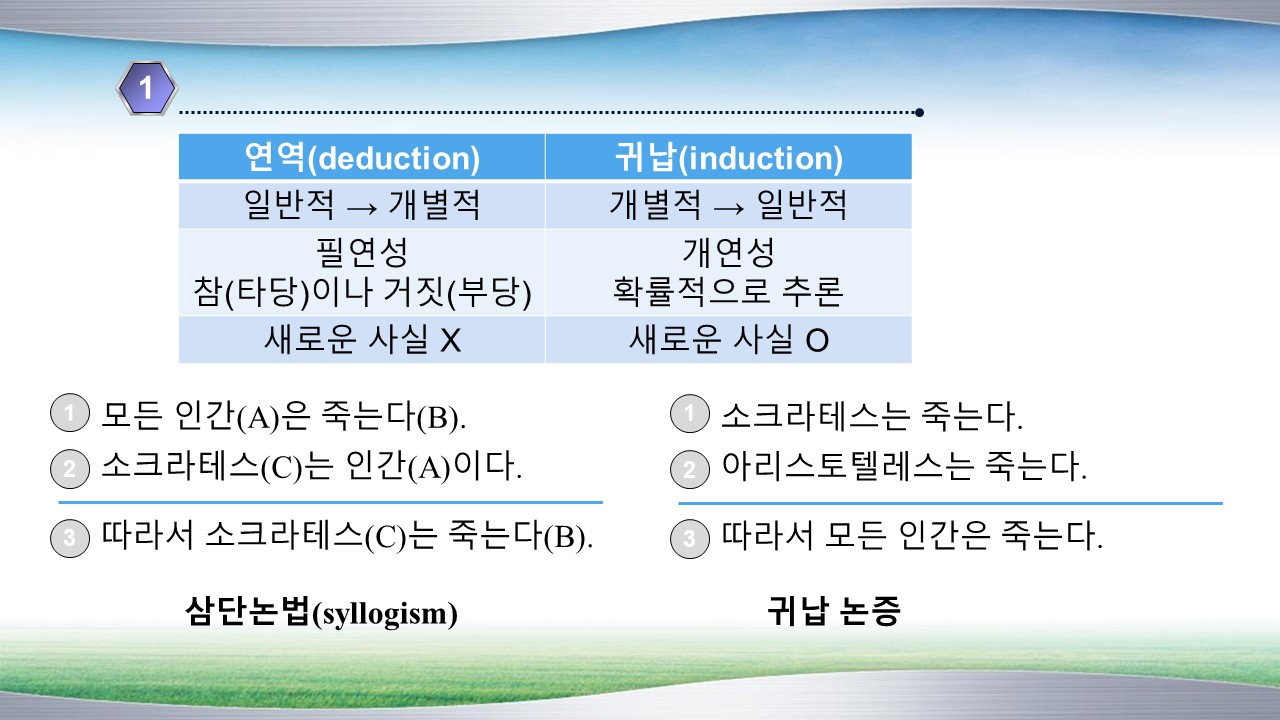 1
연역(deduction)
귀납(induction)
일반적 → 개별적
개별적 → 일반적
필연성
참(타당)이나 거짓(부당)
개연성
확률적으로 추론
새로운 사실 X
새로운 사실 O
1 모든 인간(A)은 죽는다(B).
2 소크라테스(C)는 인간(A)이다.
3 따라서 소크라테스(C)는 죽는다(B).
삼단논법(syllogism)
1 소크라테스는 죽는다.
2 아리스토텔레스는 죽는다.
3 따라서 모든 인간은 죽는다.
귀납 논증